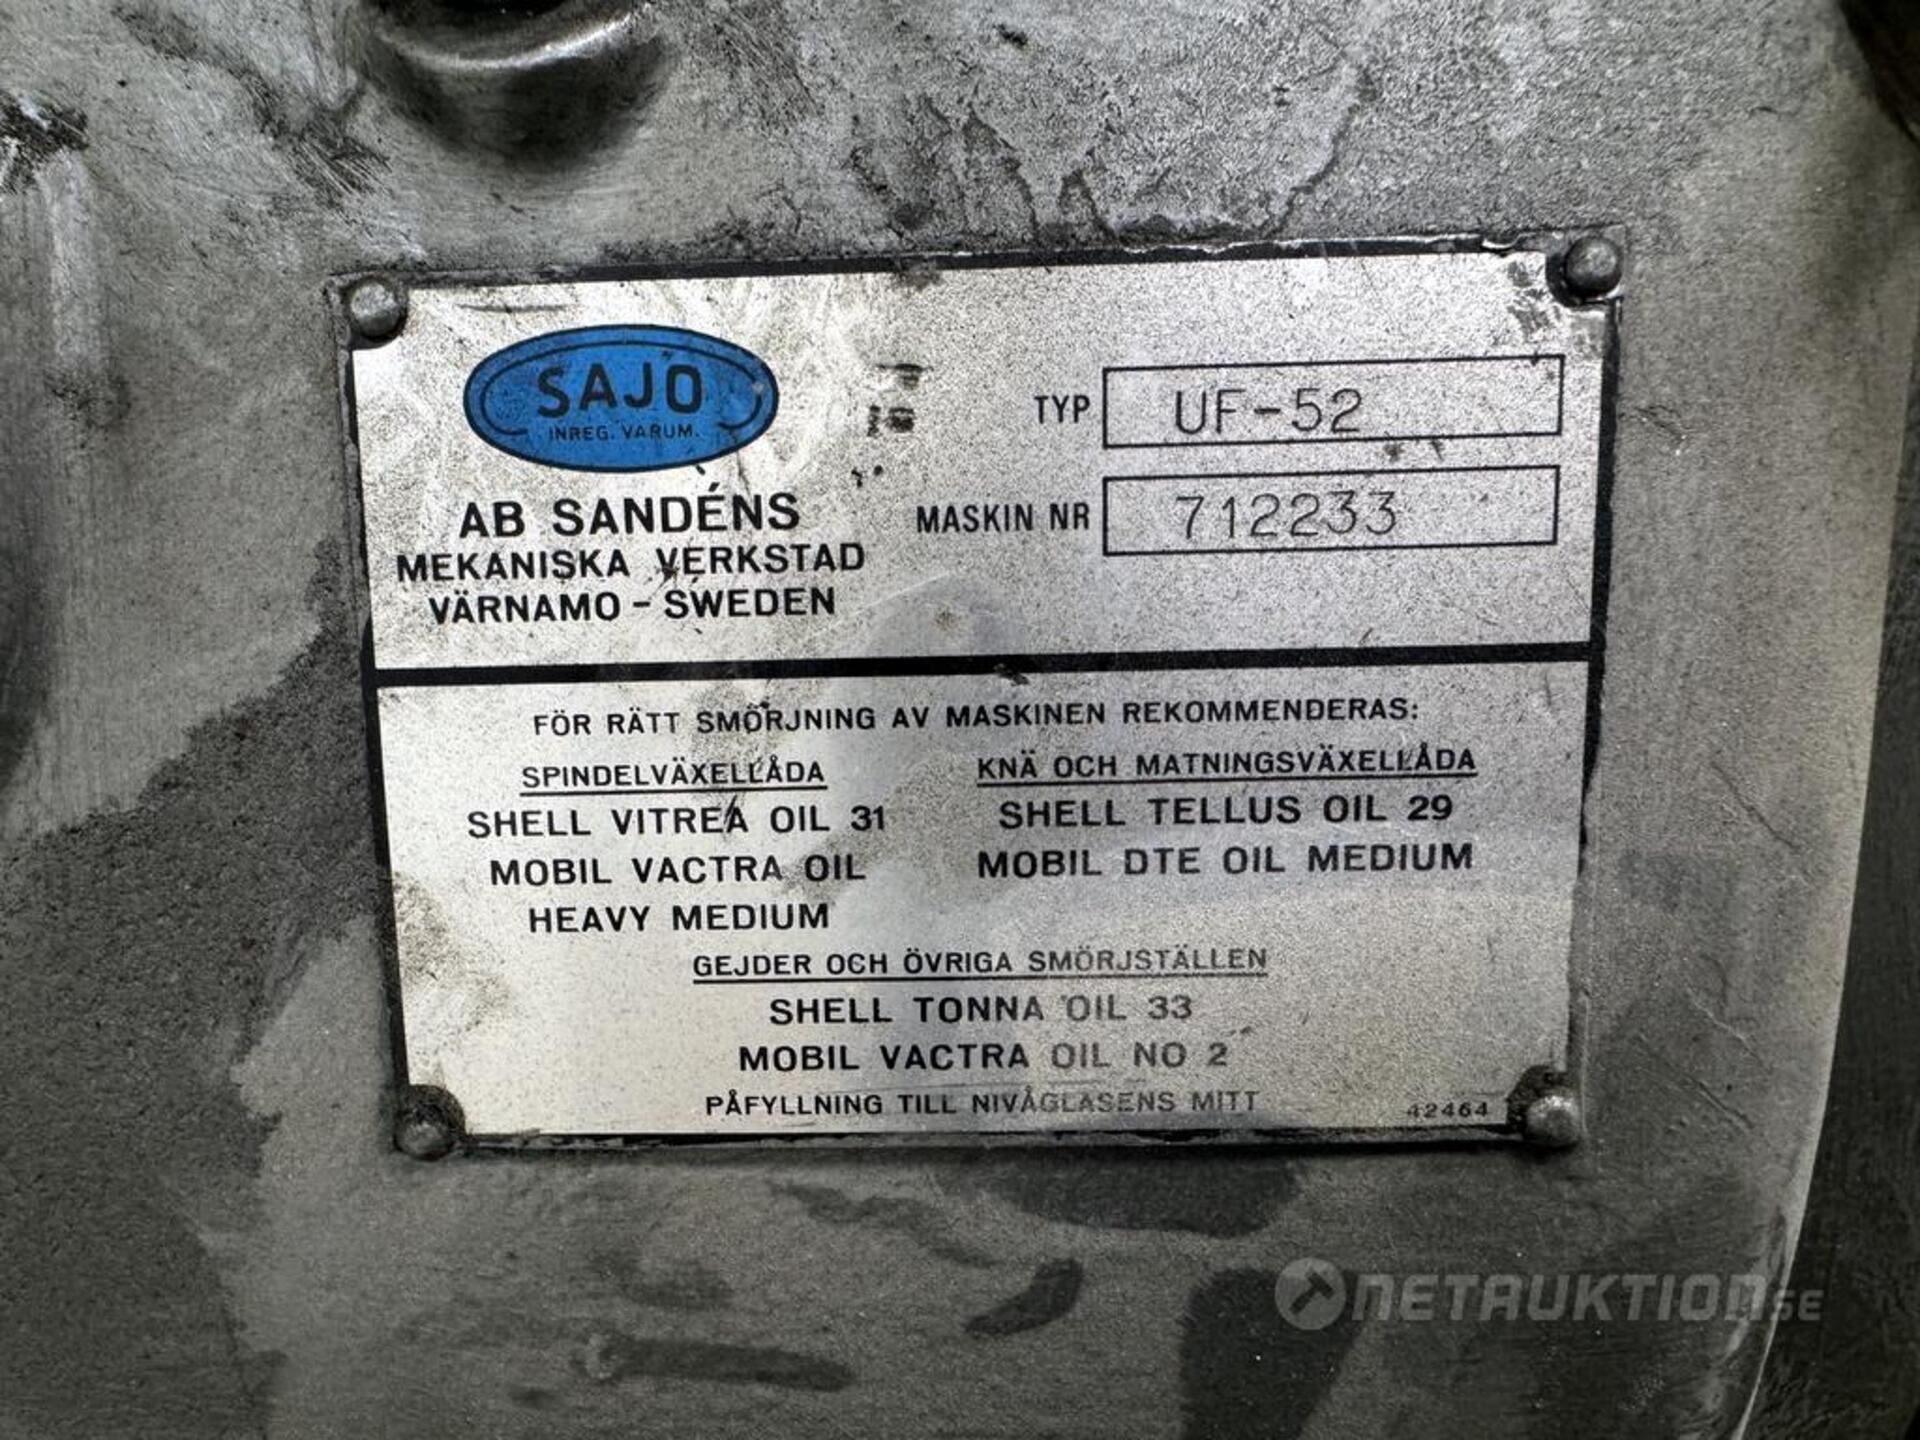 SAJO
INREG. VARUM.
AB SANDÉNS
MEKANISKA VERKSTAD
VÄRNAMO - SWEDEN
TYP UF-52
MASKIN NR 712233
FÖR RÄTT SMÖRJNING AV MASKINEN REKOMMENDERAS:
SPINDELVÄXELLÅDA
SHELL VITREA OIL 31
MOBIL VACTRA OIL
HEAVY MEDIUM
KNÄ OCH MATNINGSVÄXELLÅDA
SHELL TELLUS OIL 29
MOBIL DTE OIL MEDIUM
GEJDER OCH ÖVRIGA SMÖRJSTÄLLEN
SHELL TONNA OIL 33
MOBIL VACTRA OIL NO 2
PÅFYLLNING TILL NIVÅGLASENS MITT
42464
NETAUKTION.SE